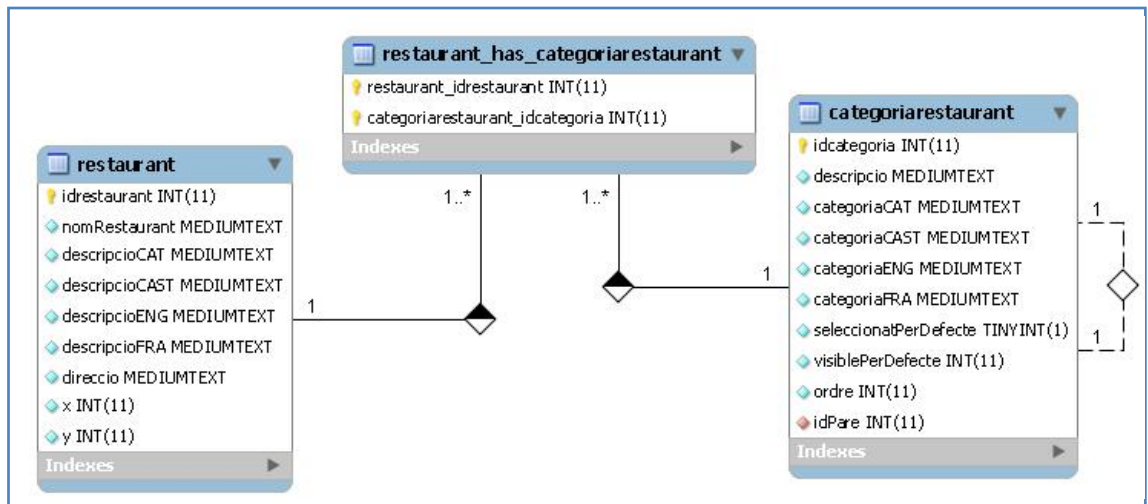 restaurant_has_categoriarestaurant
restaurant_idrestaurant INT(11)
categoriarestaurant_idcategoria INT(11)
Indexes
restaurant
idrestaurant INT(11)
nomRestaurant MEDIUMTEXT
descripcioCAT MEDIUMTEXT
descripcioCAST MEDIUMTEXT
descripcioENG MEDIUMTEXT
descripcioFRA MEDIUMTEXT
direccio MEDIUMTEXT
x INT(11)
y INT(11)
Indexes
1
1..*
1..*
1
categoriarestaurant
idcategoria INT(11)
descripcio MEDIUMTEXT
categoriaCAT MEDIUMTEXT
categoriaCAST MEDIUMTEXT
categoriaENG MEDIUMTEXT
categoriaFRA MEDIUMTEXT
seleccionatPerDefecte TINYINT(1)
visiblePerDefecte INT(11)
ordre INT(11)
idPare INT(11)
Indexes
1
1